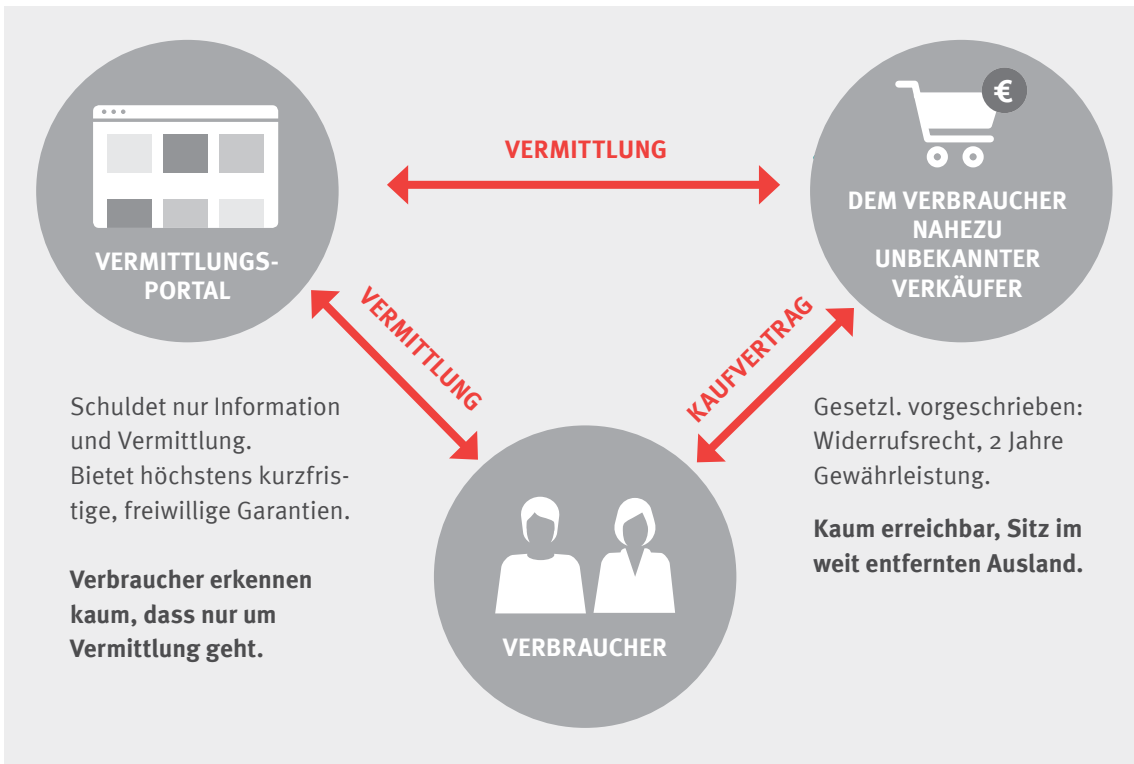 VERMITTLUNG
€
VERMITTLUNGS-
PORTAL
DEM VERBRAUCHER
NAHEZU
UNBEKANNTER
VERKÄUFER
VERMITTLUNG
KAUFVERTRAG
Schuldet nur Information
und Vermittlung.
Bietet höchstens kurzfris-
tige, freiwillige Garantien.
Verbraucher erkennen
kaum, dass nur um
Vermittlung geht.
Gesetzl. vorgeschrieben:
Widerrufsrecht, 2 Jahre
Gewährleistung.
Kaum erreichbar, Sitz im
weit entfernten Ausland.
VERBRAUCHER